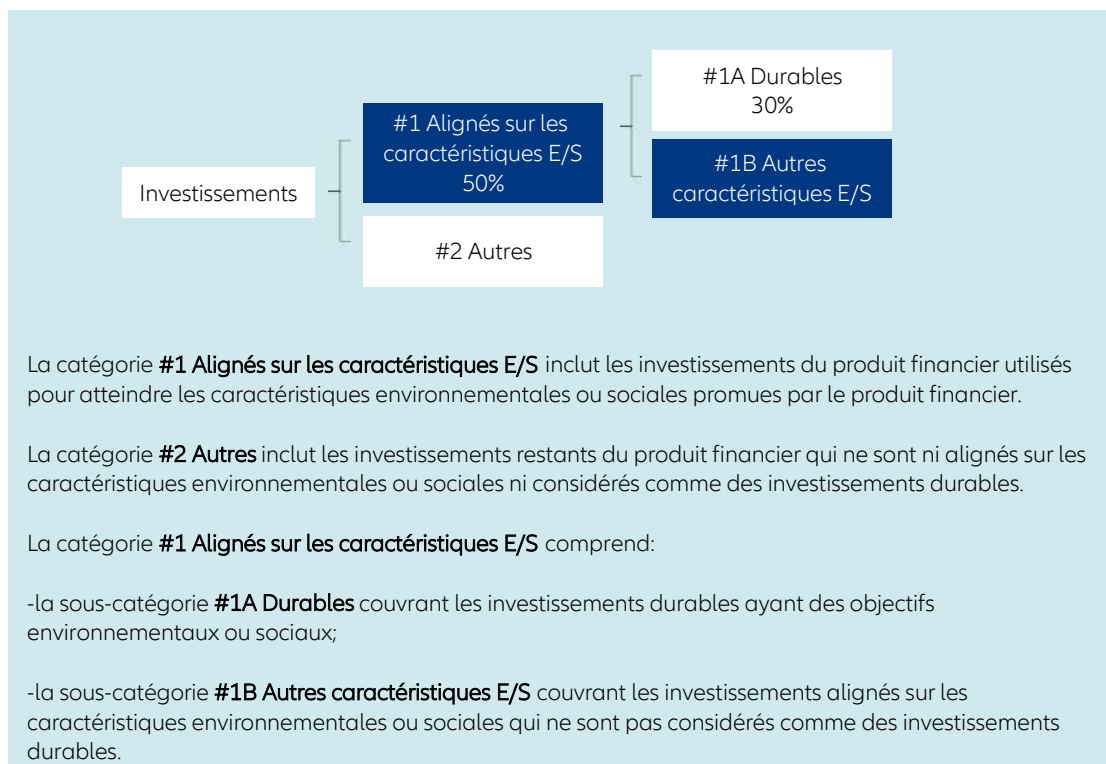 #1A Durables
30%
#1 Alignés sur les
caractéristiques E/S
50%
#1B Autres
caractéristiques E/S
Investissements
#2 Autres
La catégorie #1 Alignés sur les caractéristiques E/S inclut les investissements du produit financier utilisés
pour atteindre les caractéristiques environnementales ou sociales promues par le produit financier.
La catégorie #2 Autres inclut les investissements restants du produit financier qui ne sont ni alignés sur les
caractéristiques environnementales ou sociales ni considérés comme des investissements durables.
La catégorie #1 Alignés sur les caractéristiques E/S comprend:
-la sous-catégorie #1A Durables couvrant les investissements durables ayant des objectifs
environnementaux ou sociaux;
-la sous-catégorie #1B Autres caractéristiques E/S couvrant les investissements alignés sur les
caractéristiques environnementales ou sociales qui ne sont pas considérés comme des investissements
durables.